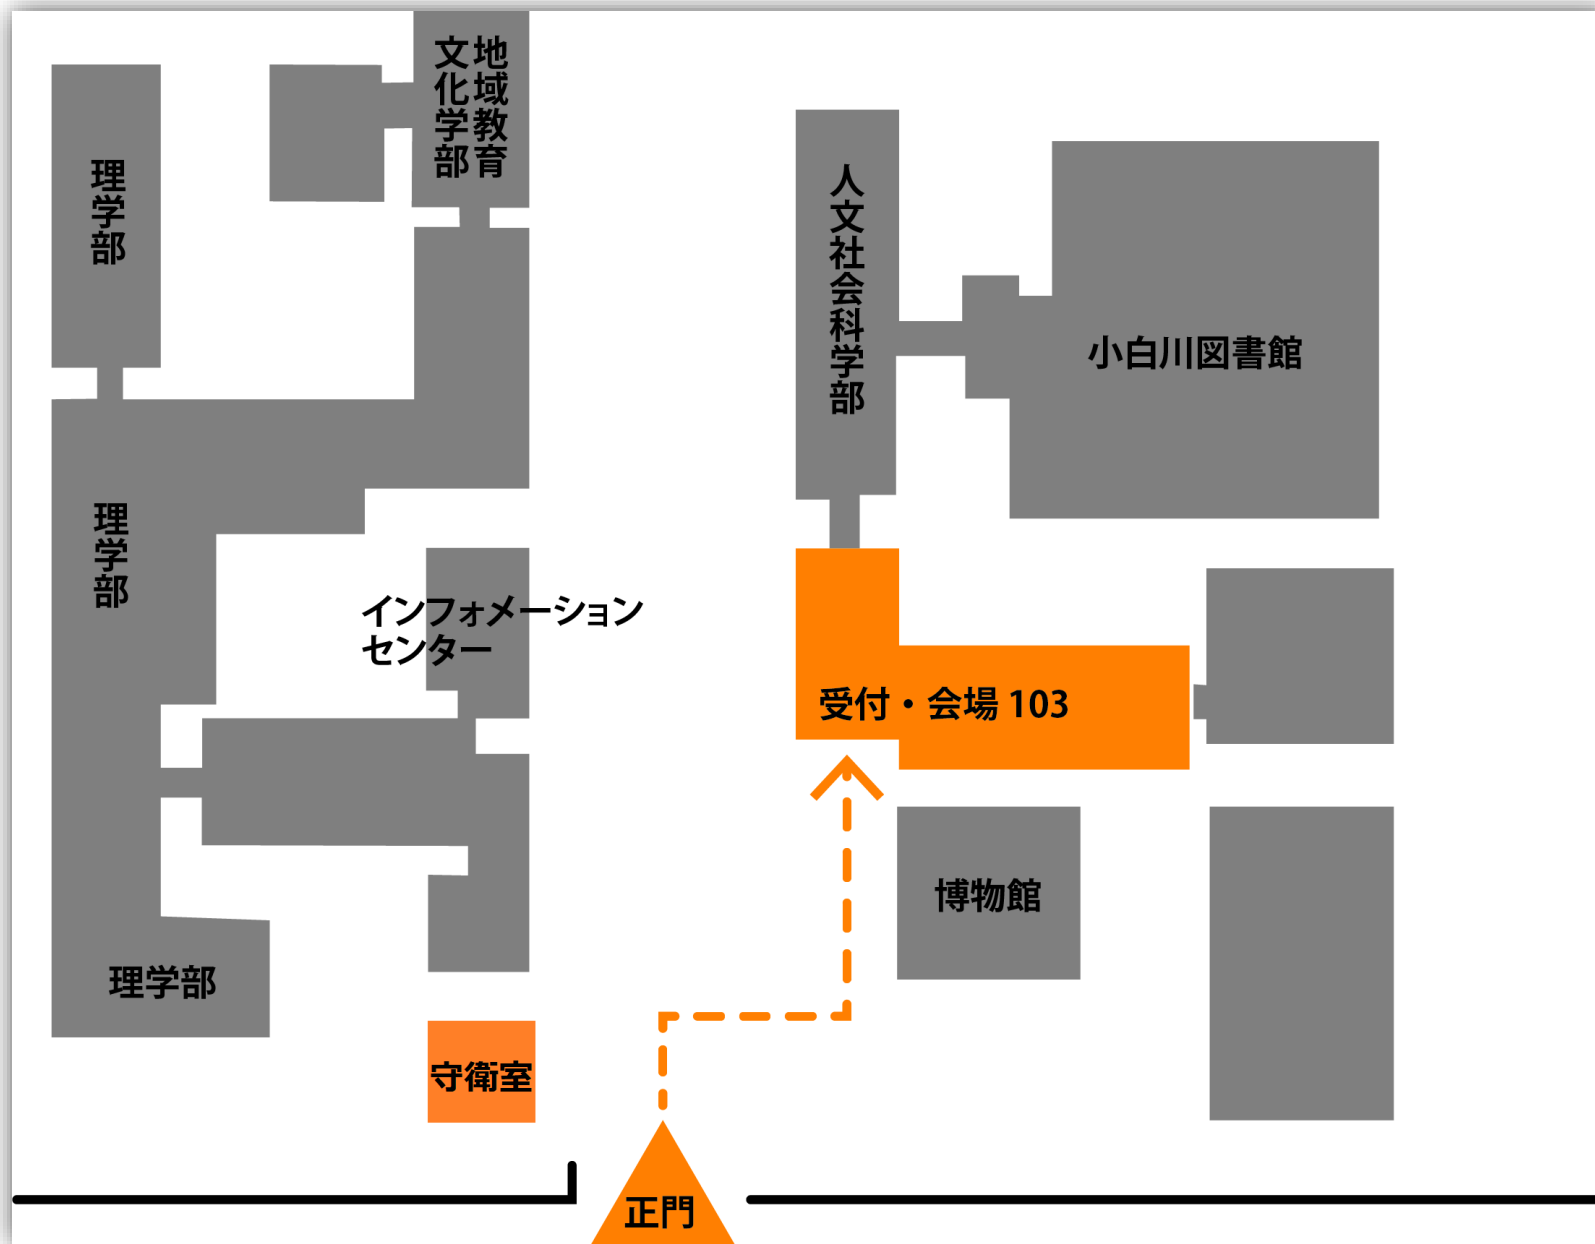 地域教育
文化学部
理学部
人文社会科学部
小白川図書館
理学部
インフォメーション
センター
受付・会場 103
博物館
理学部
守衛室
正門